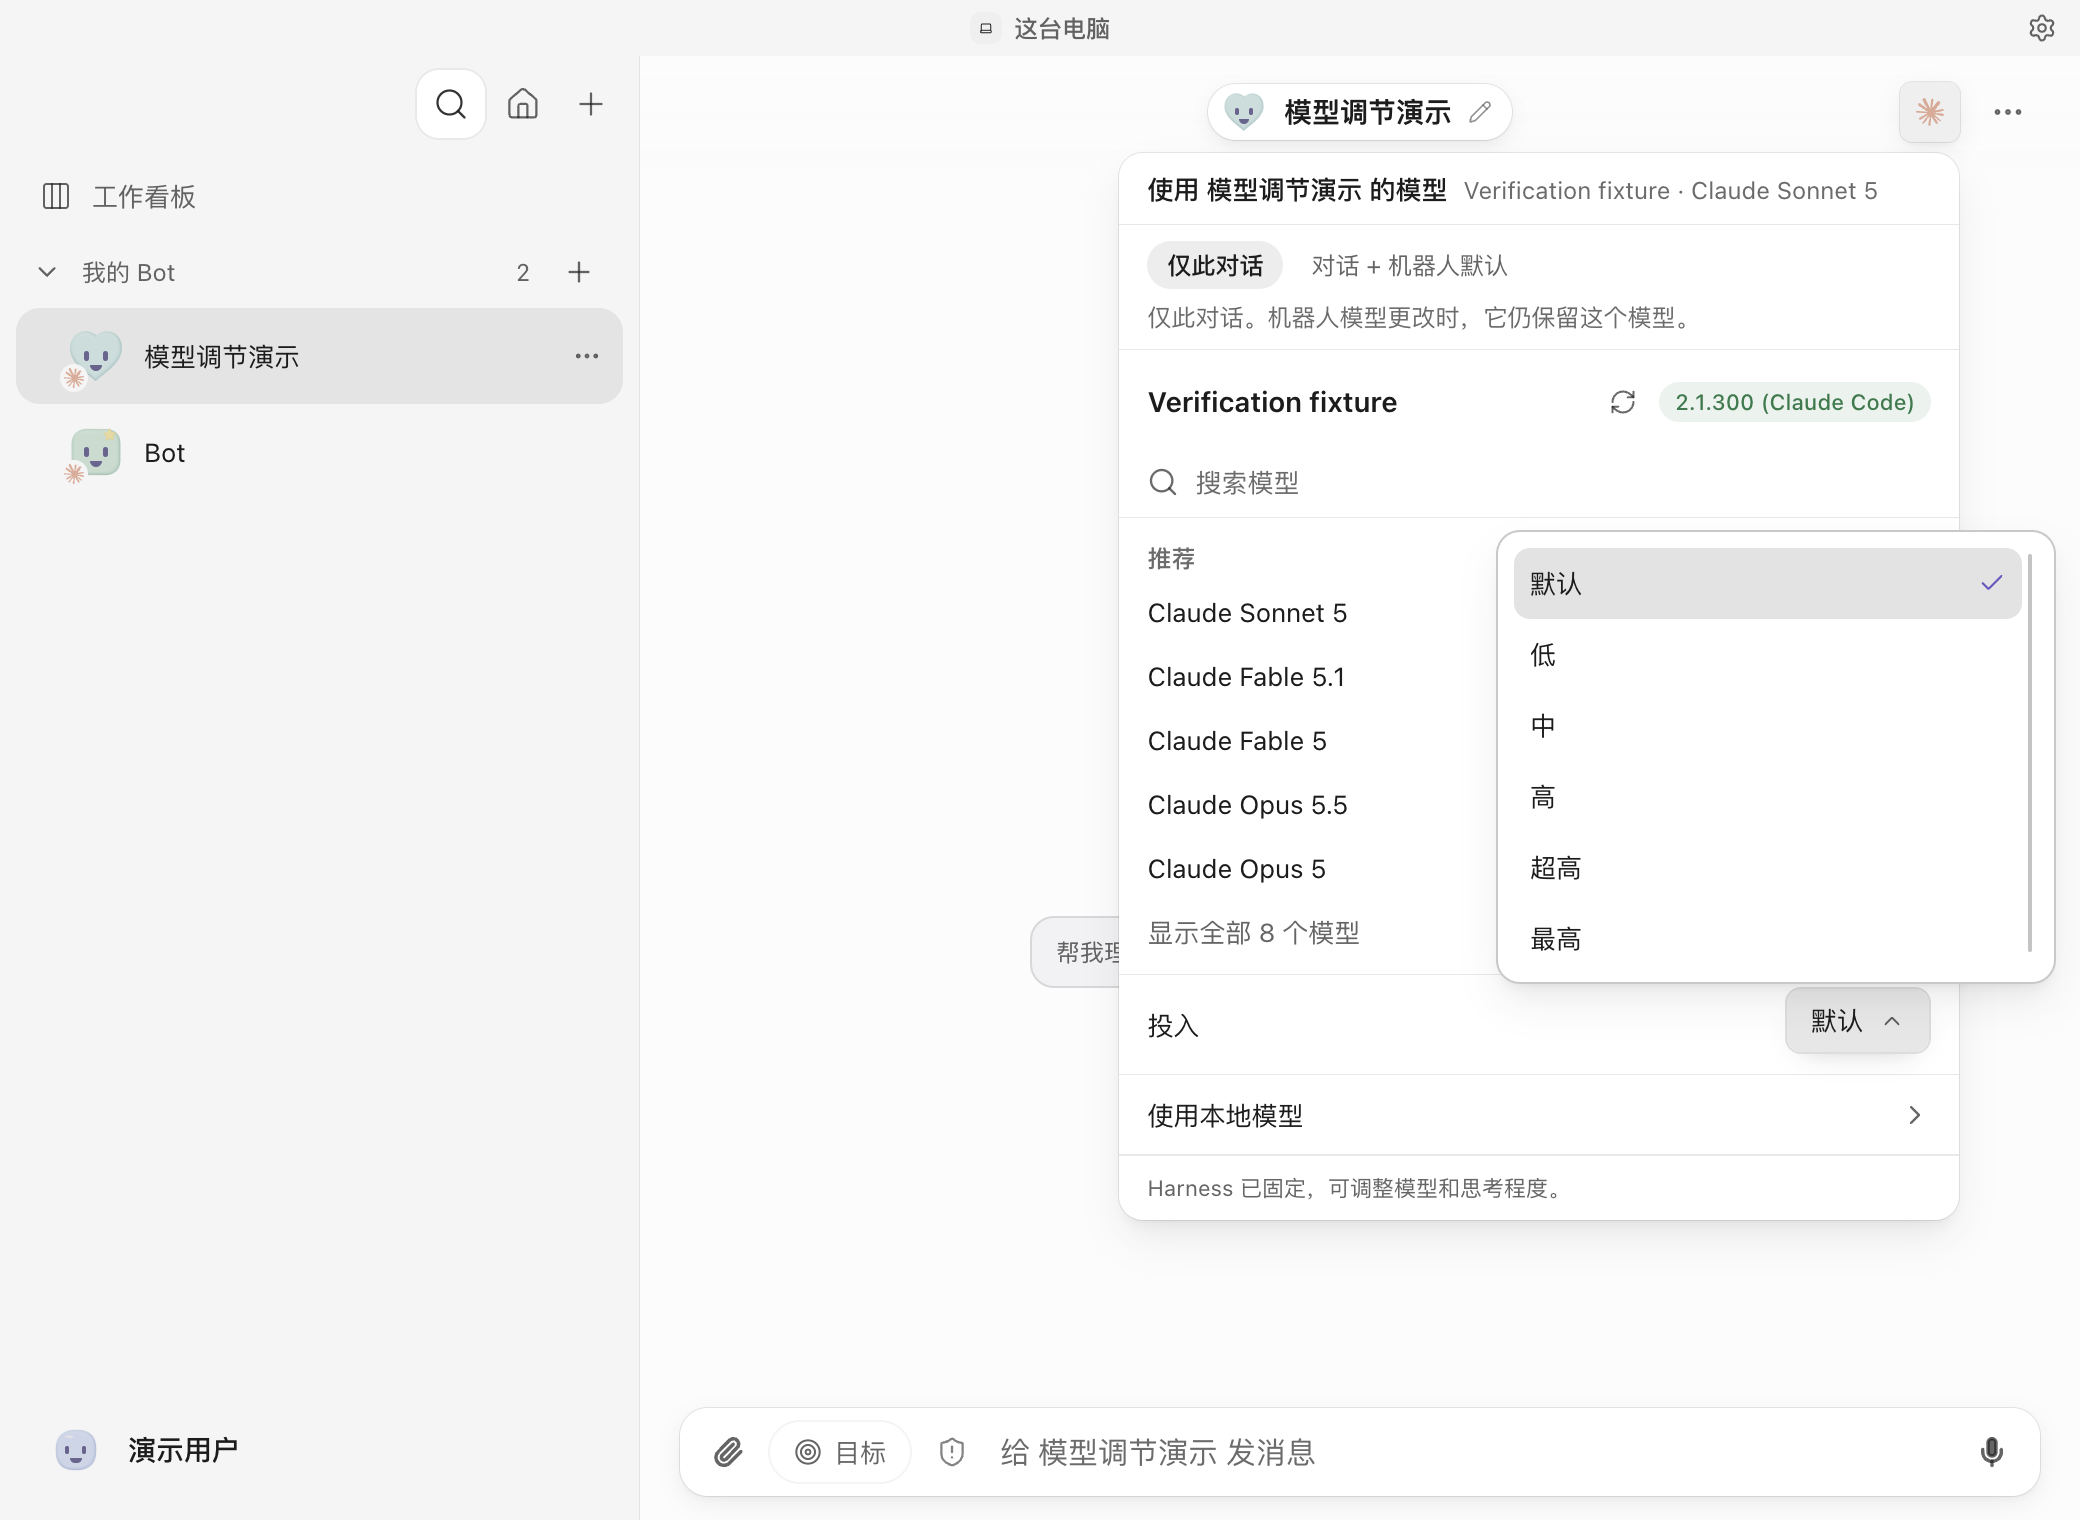 这台电脑
工作看板
我的 Bot 2
模型调节演示
Bot
演示用户
模型调节演示
使用 模型调节演示 的模型 Verification fixture · Claude Sonnet 5
仅此对话 对话 + 机器人默认
仅此对话。机器人模型更改时，它仍保留这个模型。
Verification fixture 2.1.300 (Claude Code)
搜索模型
推荐
Claude Sonnet 5
Claude Fable 5.1
Claude Fable 5
Claude Opus 5.5
Claude Opus 5
显示全部 8 个模型
默认
低
中
高
超高
最高
帮我理
投入 默认
使用本地模型
Harness 已固定，可调整模型和思考程度。
目标 给 模型调节演示 发消息